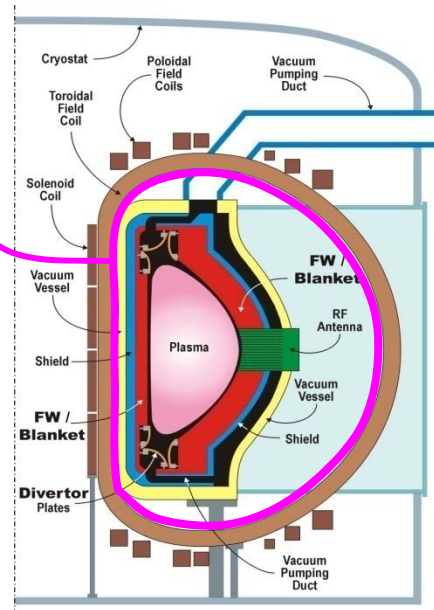 Cryostat
Poloidal
Field
Coils
Vacuum
Pumping
Duct
Toroidal
Field
Coil
Solenoid
Coil
Vacuum
Vessel
FW /
Blanket
RF
Antenna
Plasma
Shield
Vacuum
Vessel
FW /
Blanket
Shield
Divertor
Plates
Vacuum
Pumping
Duct